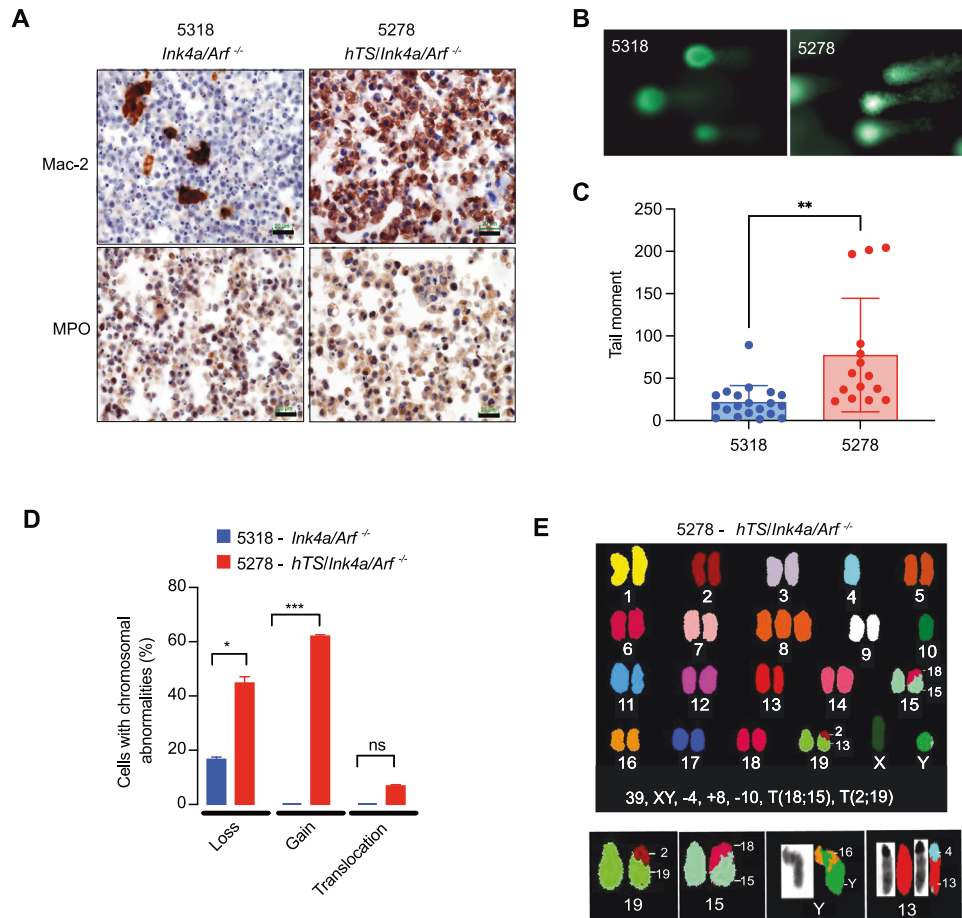 A
5318
5278
Ink4a/Arf -/-
hTS/Ink4a/Arf -/-
Mac-2
MPO
B
5318
5278
C
**
250
200
150
100
50
0
Tail moment
5318
5278
D
5318 - Ink4a/Arf -/-
5278 - hTS/Ink4a/Arf -/-
80
60
40
20
0
Cells with chromosomal
abnormalities (%)
*
***
ns
Loss
Gain
Translocation
E
5278 - hTS/Ink4a/Arf -/-
1 2 3 4 5
6 7 8 9 10
18
15
11 12 13 14 15
2
13
16 17 18 19 X Y
39, XY, -4, +8, -10, T(18;15), T(2;19)
2
19
19
18
15
15
16
Y
Y
4
13
13